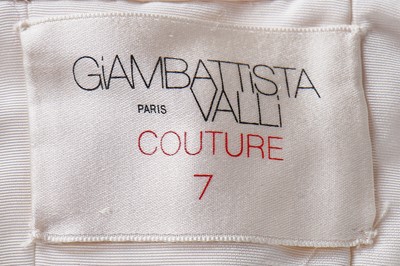 GiAMBATTiSTA
PARIS VALLi
COUTURE
7